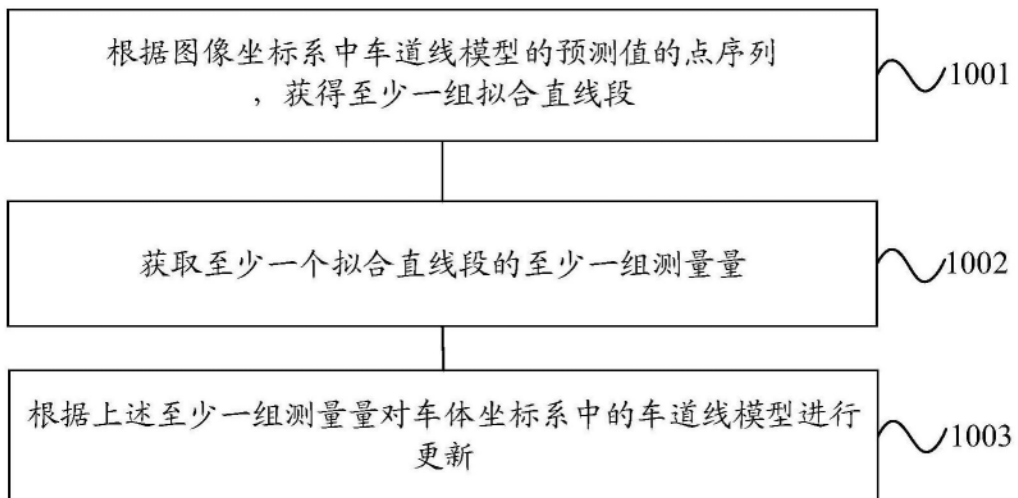 根据图像坐标系中车道线模型的预测值的点序列
，获得至少一组拟合直线段
1001
获取至少一个拟合直线段的至少一组测量量
1002
根据上述至少一组测量量对车体坐标系中的车道线模型进行
更新
1003